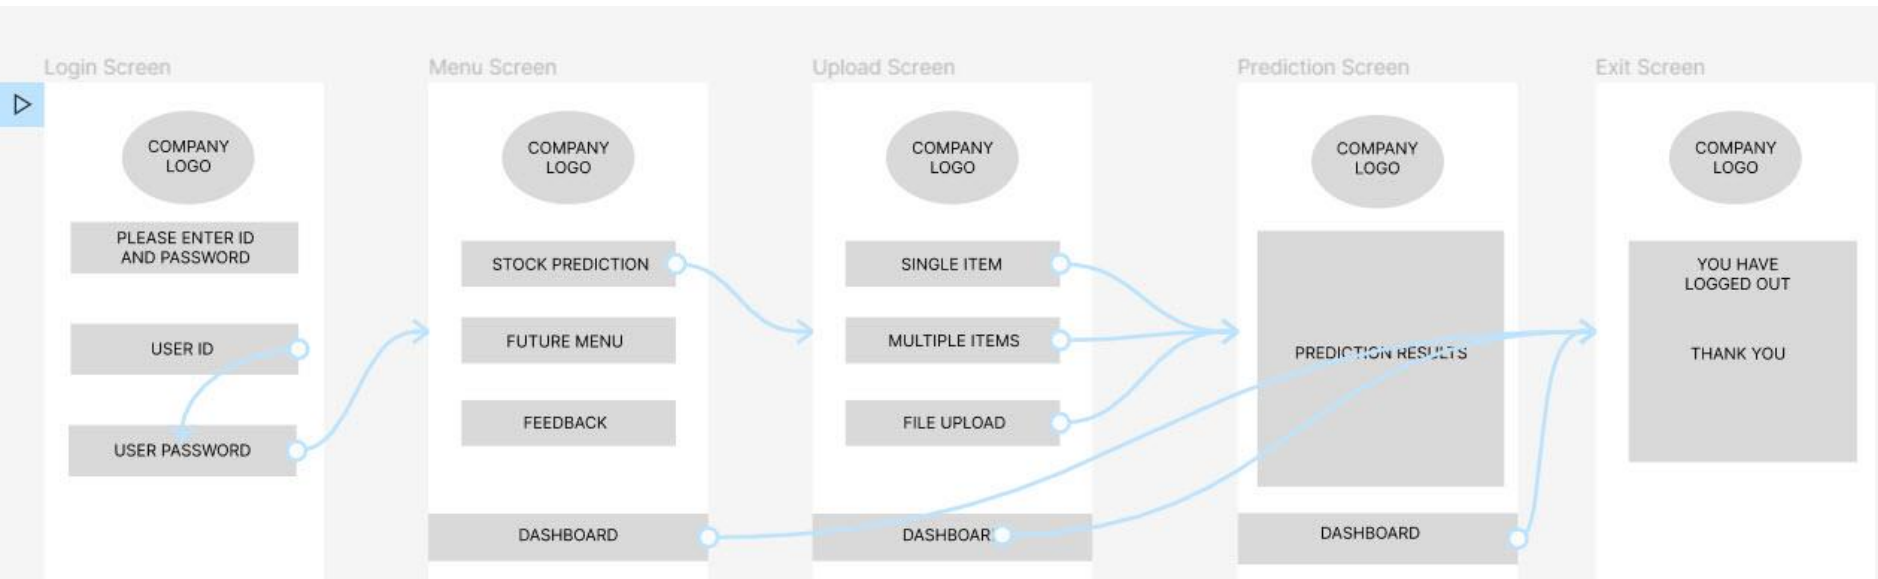 Login Screen
COMPANY
LOGO
PLEASE ENTER ID
AND PASSWORD
USER ID
USER PASSWORD
Menu Screen
COMPANY
LOGO
STOCK PREDICTION
FUTURE MENU
FEEDBACK
DASHBOARD
Upload Screen
COMPANY
LOGO
SINGLE ITEM
MULTIPLE ITEMS
FILE UPLOAD
DASHBOAR
Prediction Screen
COMPANY
LOGO
PREDICTION RESULTS
DASHBOARD
Exit Screen
COMPANY
LOGO
YOU HAVE
LOGGED OUT
THANK YOU